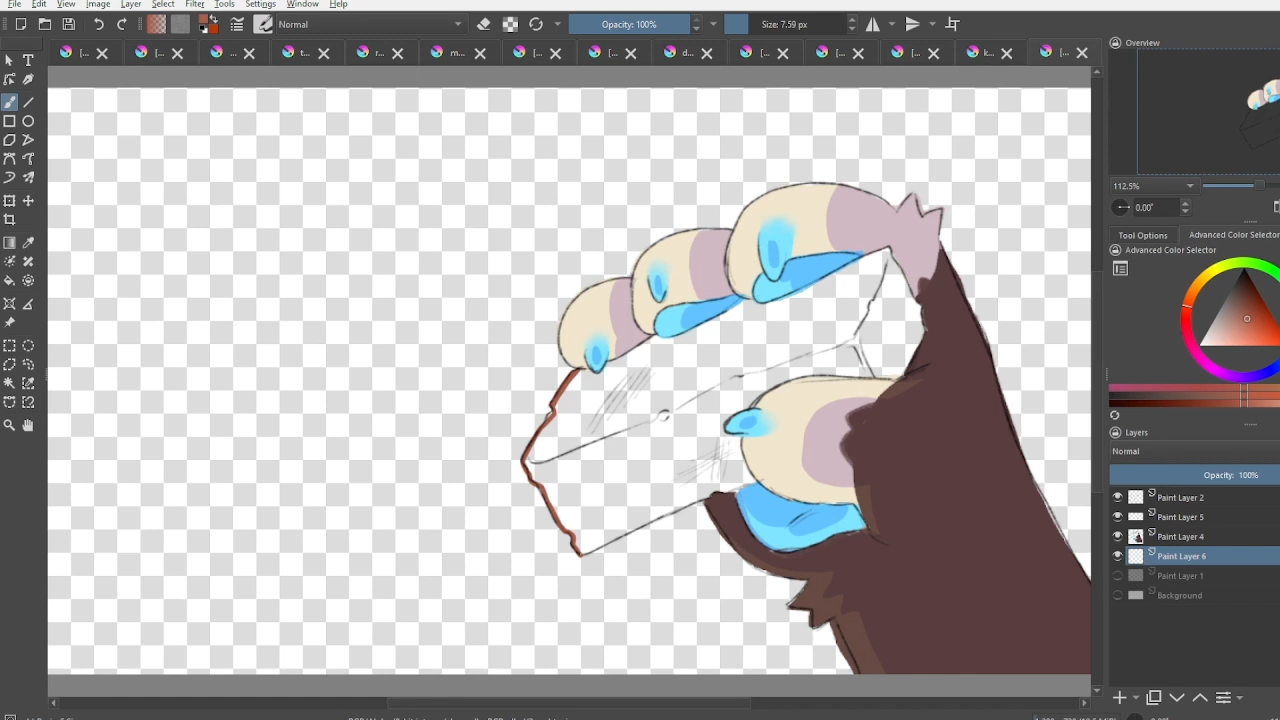 File Edit View Image Layer Select Filter Tools Settings Window Help
Normal Opacity: 100% Size: 7.59 px
[... [... ... t... r... m... [... [... d... [... [... [... k... [...
Overview
112.5%
0.00°
Tool Options Advanced Color Selector
Advanced Color Selector
Layers
Normal
Opacity: 100%
Paint Layer 2
Paint Layer 5
Paint Layer 4
Paint Layer 6
Paint Layer 1
Background